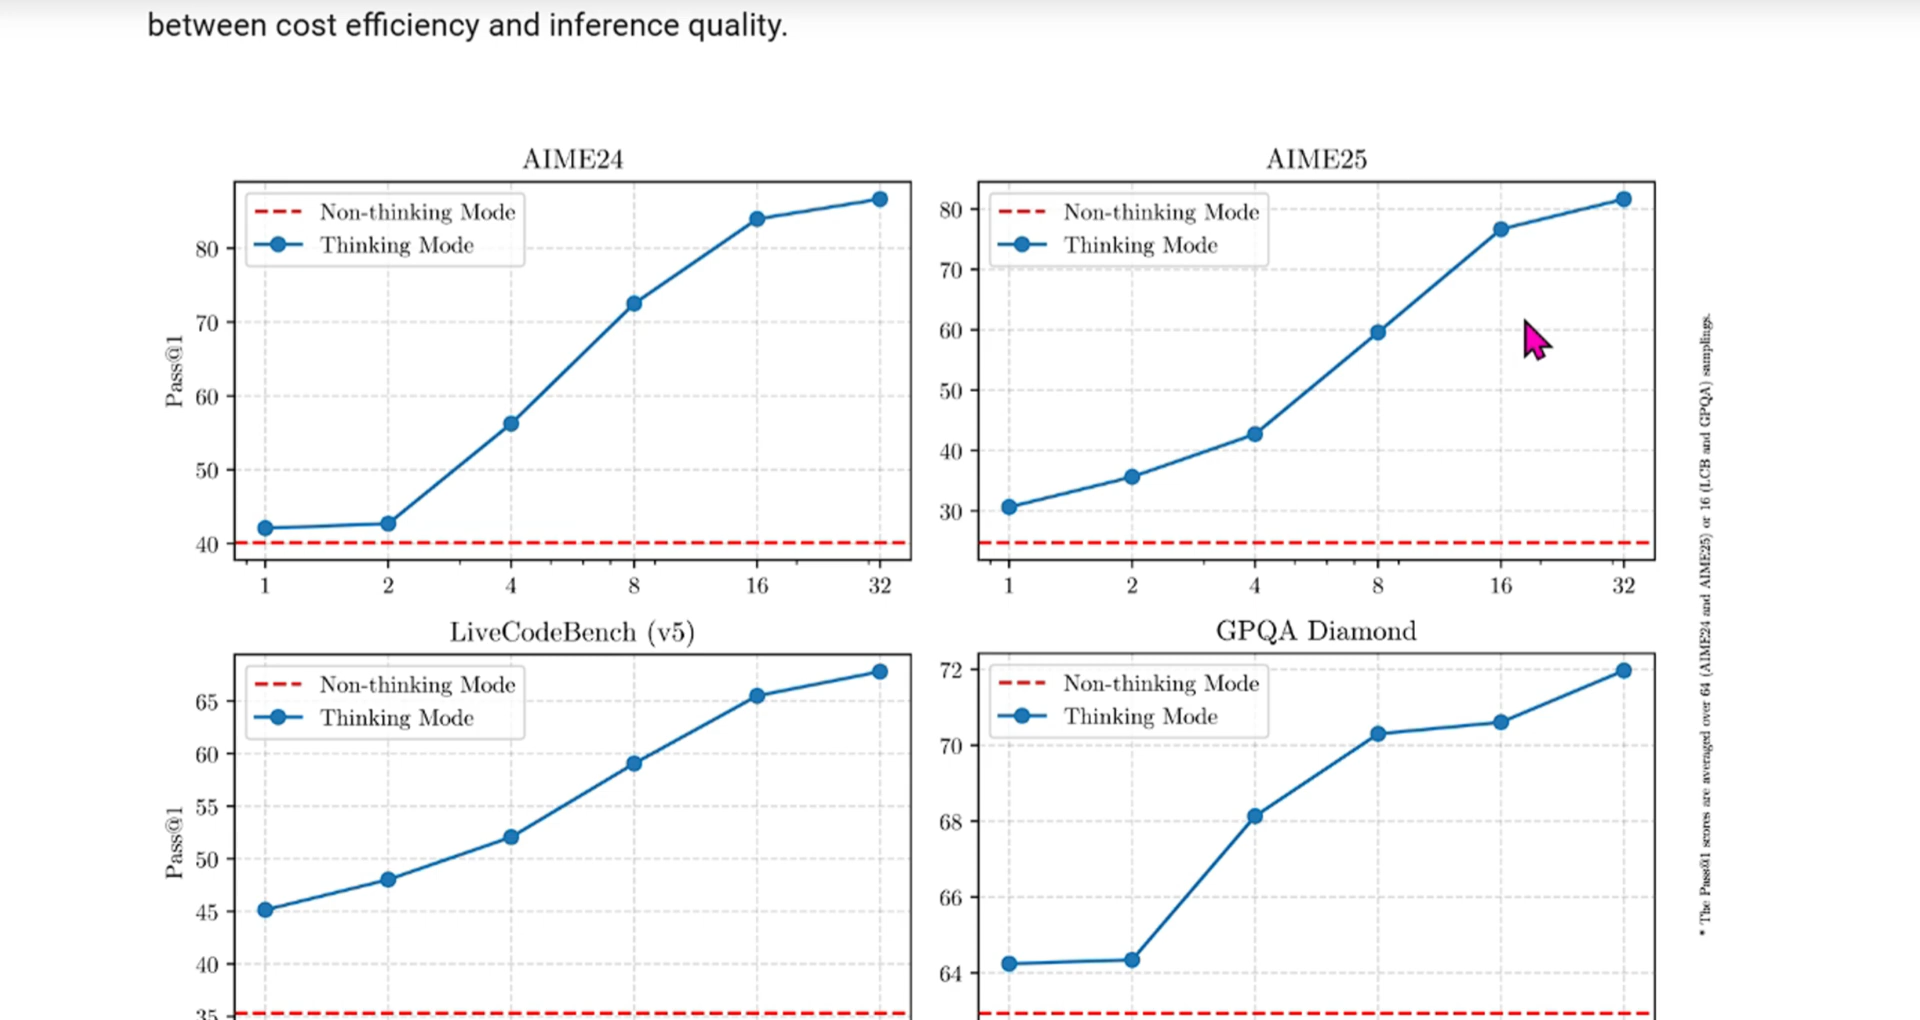 between cost efficiency and inference quality.
AIME24
Non-thinking Mode
Thinking Mode
80
70
60
50
40
Pass@1
1 2 4 8 16 32
AIME25
Non-thinking Mode
Thinking Mode
80
70
60
50
40
30
1 2 4 8 16 32
LiveCodeBench (v5)
Non-thinking Mode
Thinking Mode
65
60
55
50
45
40
35
Pass@1
GPQA Diamond
Non-thinking Mode
Thinking Mode
72
70
68
66
64
* The Pass@1 scores are averaged over 64 (AIME24 and AIME25) or 16 (LCB and GPQA) samplings.